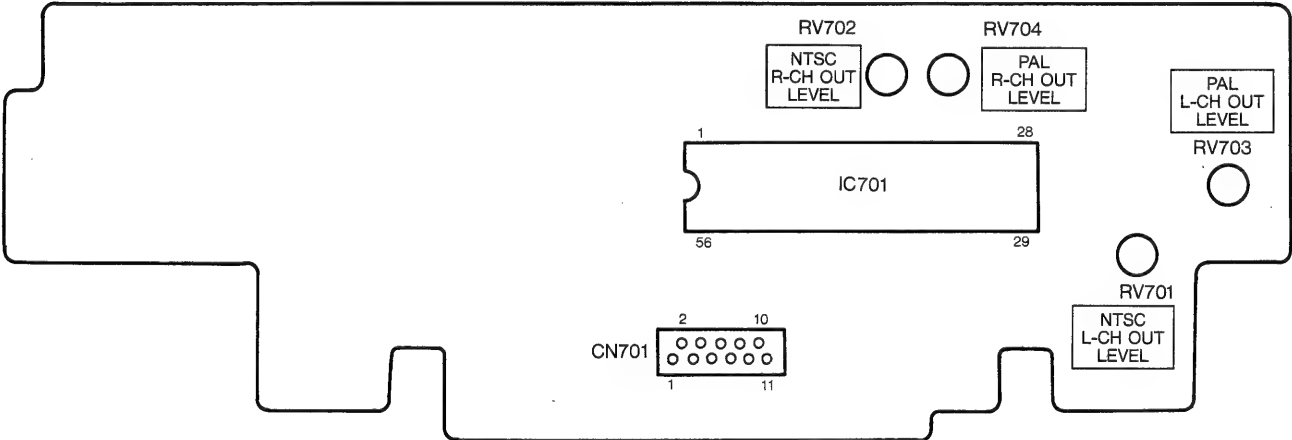 RV702
RV704
NTSC
R-CH OUT
LEVEL
PAL
R-CH OUT
LEVEL
PAL
L-CH OUT
LEVEL
RV703
1
28
IC701
56
29
RV701
NTSC
L-CH OUT
LEVEL
2
10
CN701
1
11